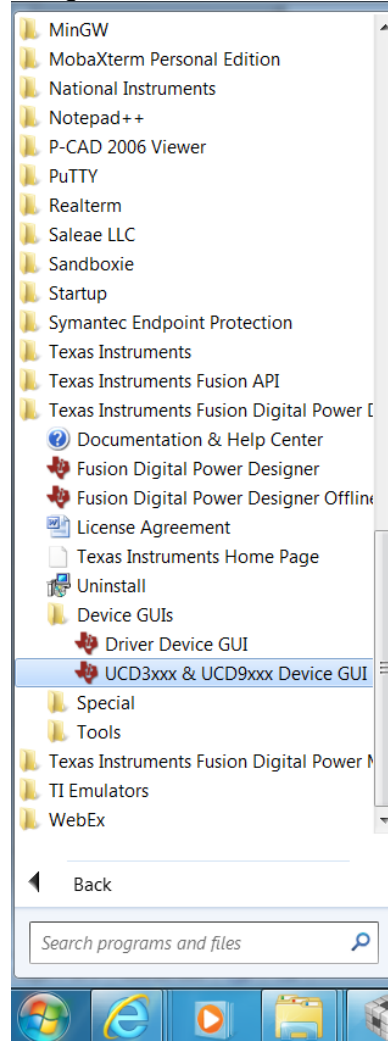 MinGW
MobaXterm Personal Edition
National Instruments
Notepad++
P-CAD 2006 Viewer
PuTTY
Realterm
Saleae LLC
Sandboxie
Startup
Symantec Endpoint Protection
Texas Instruments
Texas Instruments Fusion API
Texas Instruments Fusion Digital Power D
Documentation & Help Center
Fusion Digital Power Designer
Fusion Digital Power Designer Offline
License Agreement
Texas Instruments Home Page
Uninstall
Device GUIs
Driver Device GUI
UCD3xxx & UCD9xxx Device GUI
Special
Tools
Texas Instruments Fusion Digital Power M
TI Emulators
WebEx
Back
Search programs and files